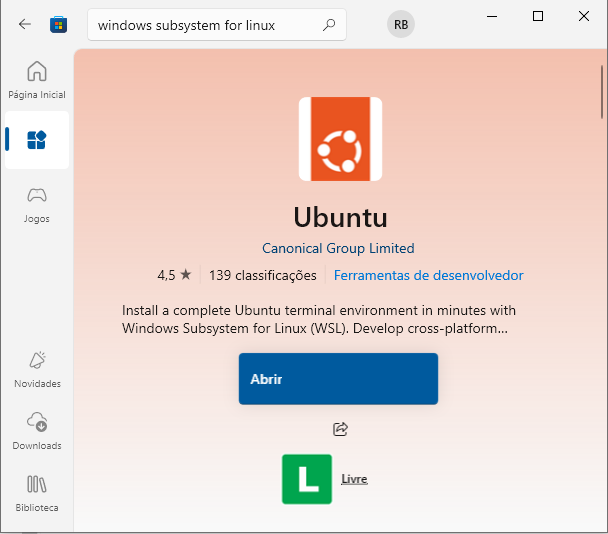 windows subsystem for linux
RB
Página Inicial
Jogos
Novidades
Downloads
Biblioteca
Ubuntu
Canonical Group Limited
4,5 ★ 139 classificações Ferramentas de desenvolvedor
Install a complete Ubuntu terminal environment in minutes with
Windows Subsystem for Linux (WSL). Develop cross-platform...
Abrir
L Livre